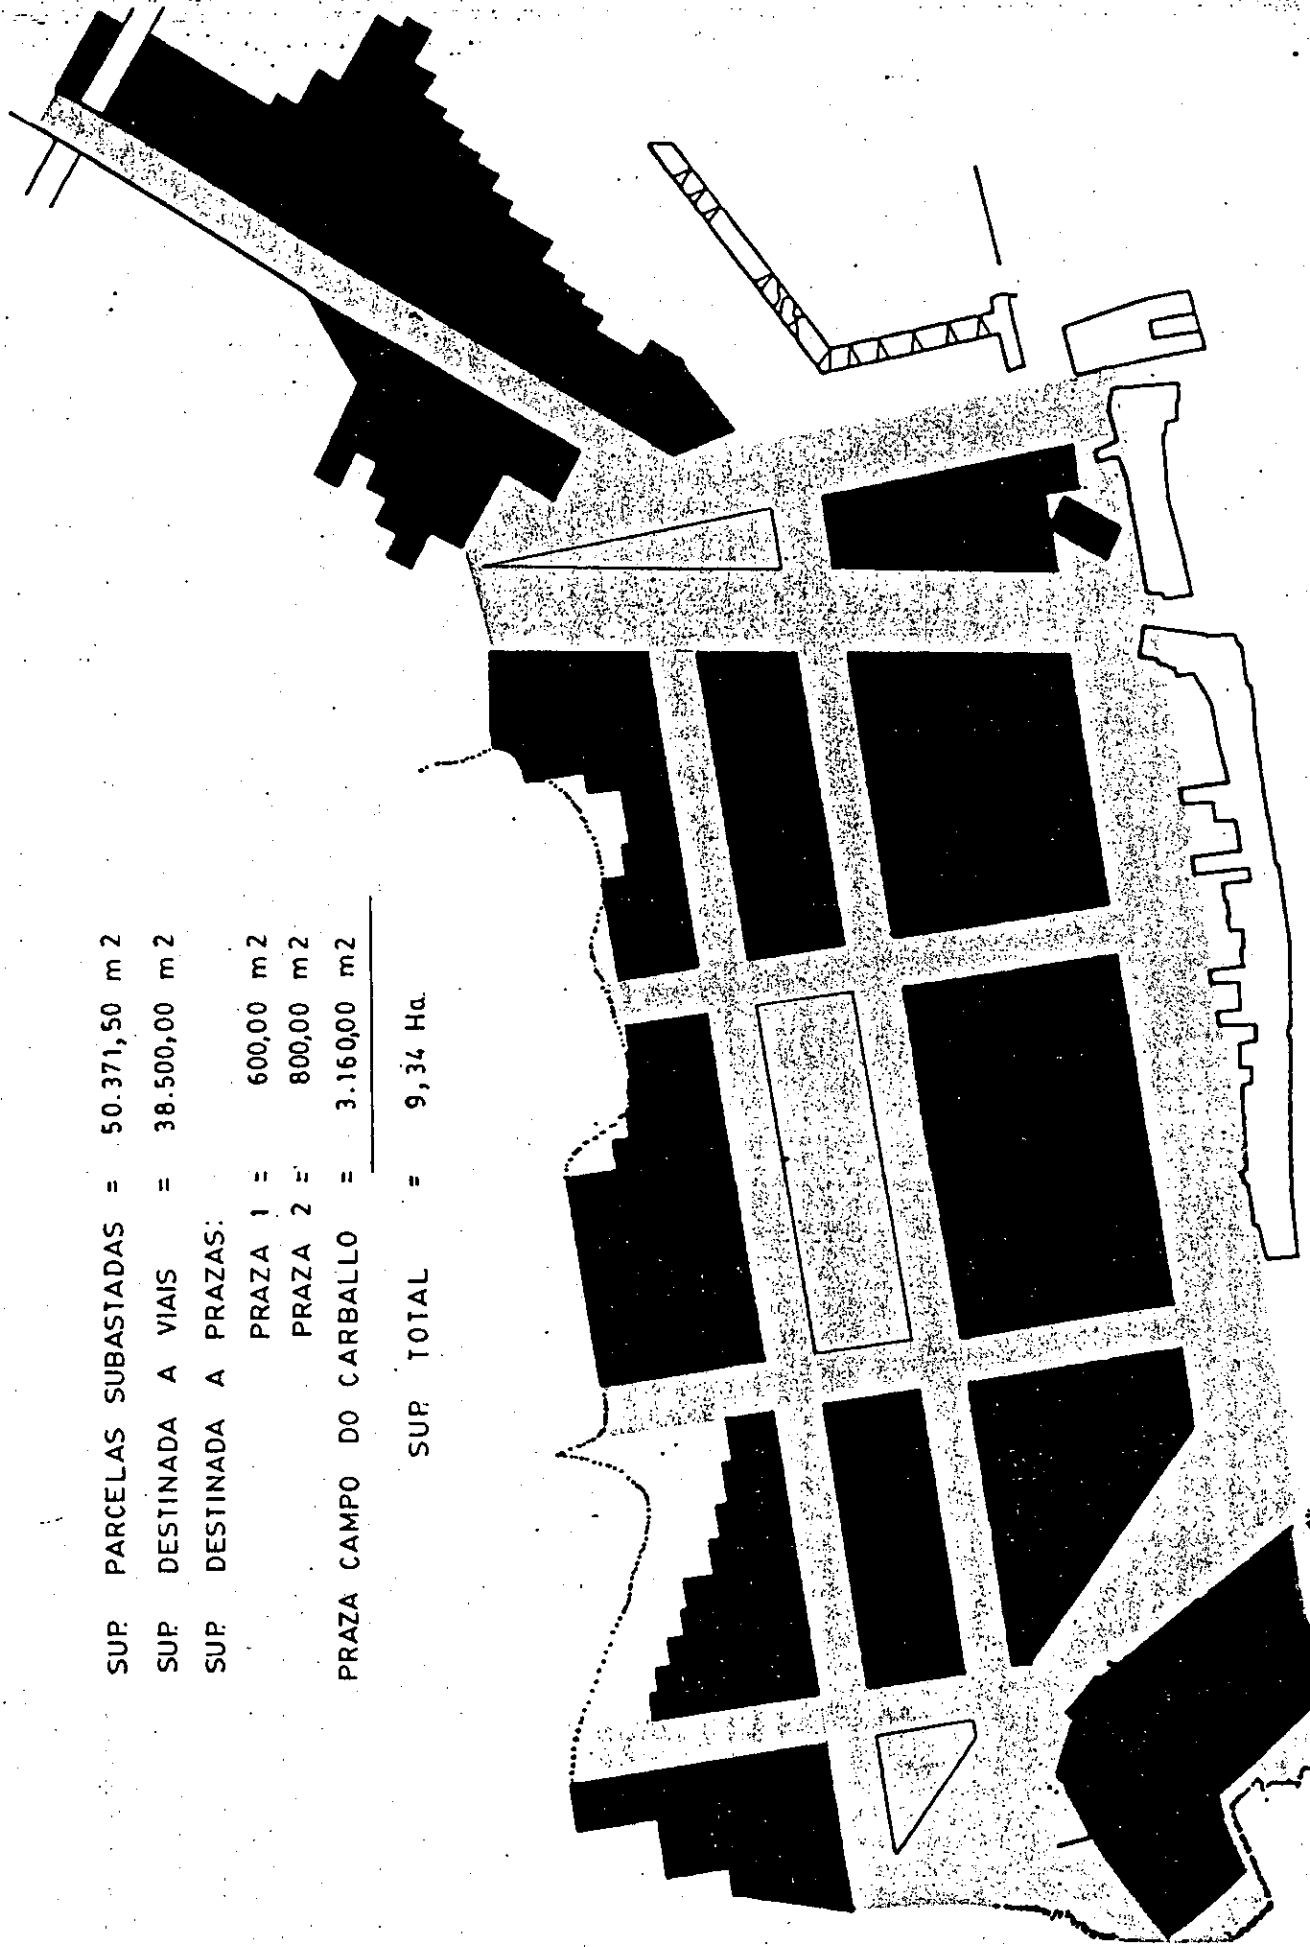 SUP. PARCELAS SUBASTADAS = 50.371,50 m2
SUP. DESTINADA A VIAIS = 38.500,00 m2
SUP. DESTINADA A PRAZAS:
PRAZA 1 = 600,00 m2
PRAZA 2 = 800,00 m2
PRAZA CAMPO DO CARBALLO = 3.160,00 m2
SUP. TOTAL = 9,34 Ha.